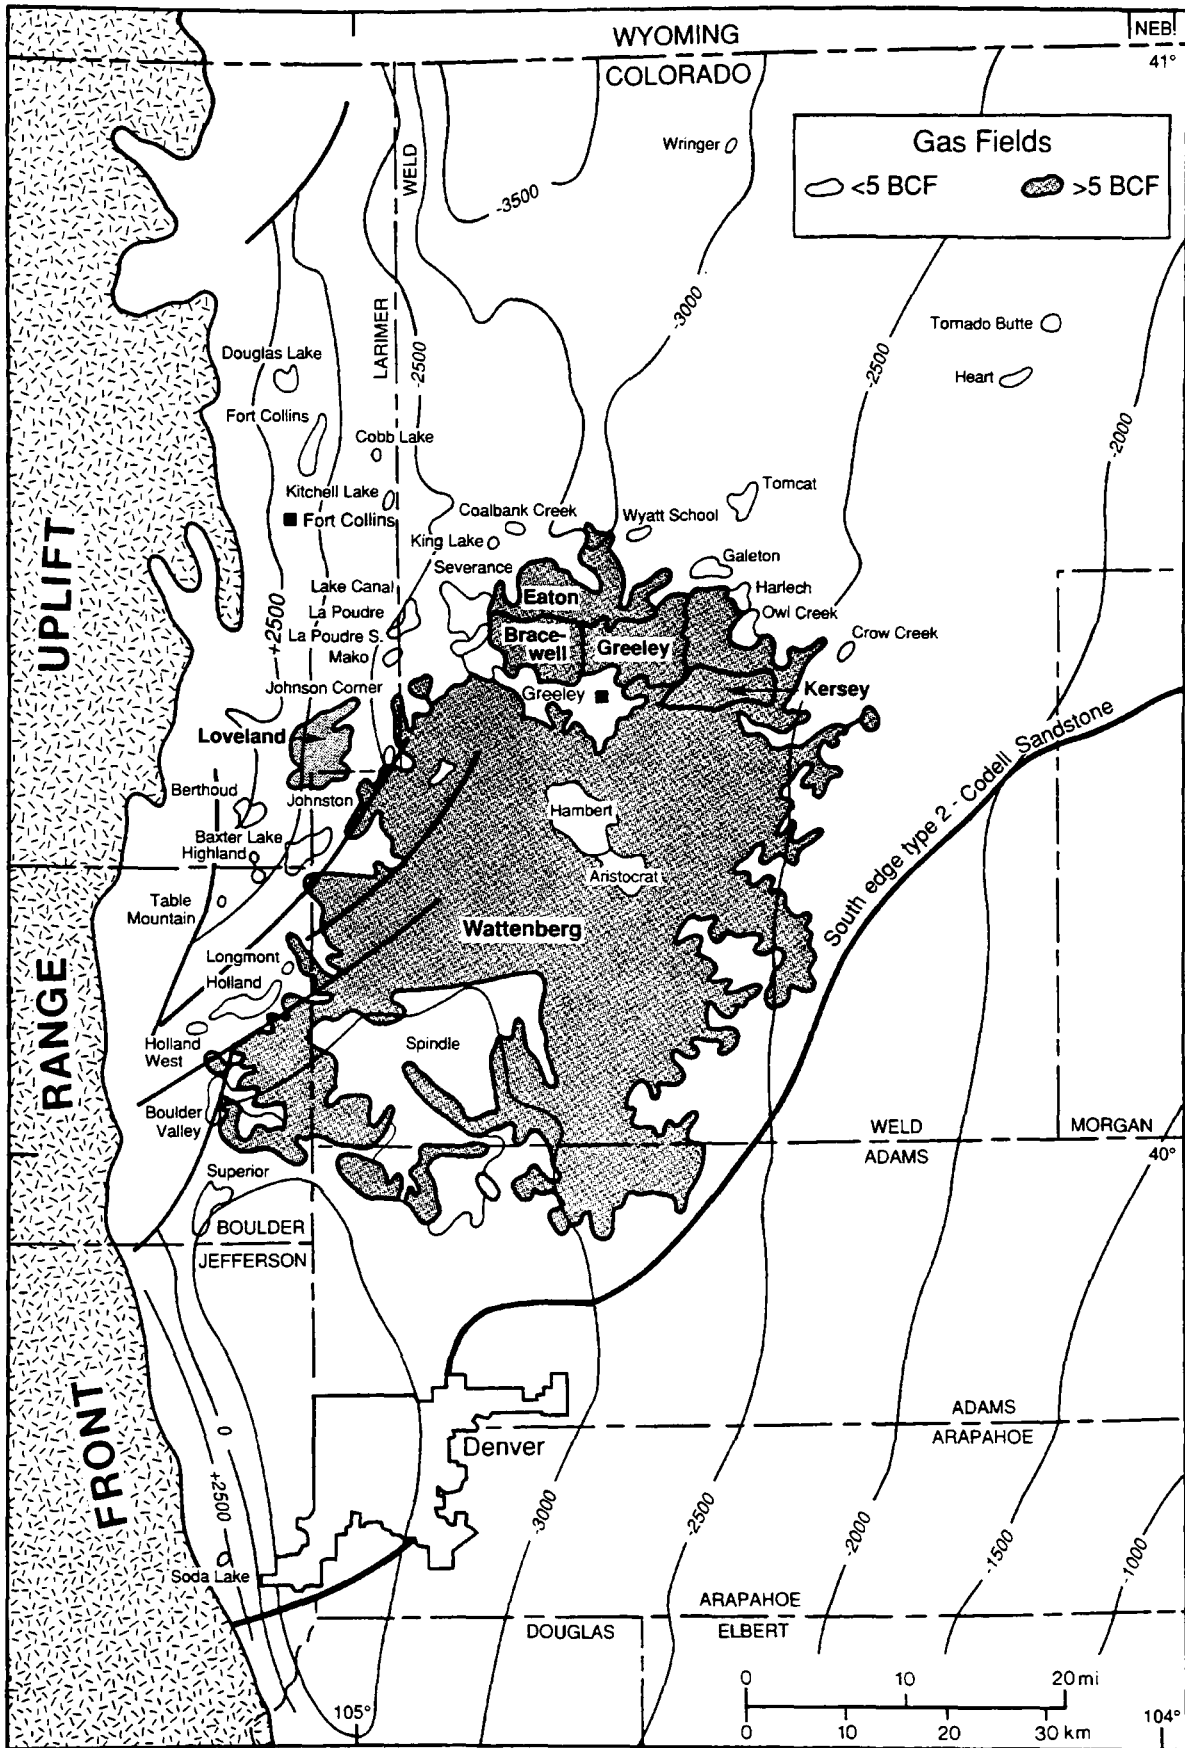 WYOMING
NEB.
COLORADO
41°
Gas Fields
<5 BCF
>5 BCF
Wringer
WELD
LARIMER
-3500
-3000
-2500
-2500
-2000
Tornado Butte
Heart
Douglas Lake
Fort Collins
Cobb Lake
Kitchell Lake
Fort Collins
Coalbank Creek
King Lake
Severance
Wyatt School
Tomcat
Galeton
Harlech
Owl Creek
Crow Creek
Lake Canal
La Poudre
La Poudre S.
Mako
Johnson Corner
+2500
Eaton
Brace-
well
Greeley
Greeley
Kersey
Loveland
Berthoud
Johnston
Baxter Lake
Highland
Table
Mountain
Hambert
Aristocrat
Wattenberg
South edge type 2 - Codell Sandstone
Longmont
Holland
Holland
West
Spindle
Boulder
Valley
Superior
WELD
ADAMS
MORGAN
40°
BOULDER
JEFFERSON
FRONT RANGE UPLIFT
0
+2500
Denver
ADAMS
ARAPAHOE
-3000
-2500
-2000
-1500
-1000
Soda Lake
ARAPAHOE
DOUGLAS
ELBERT
0 10 20 mi
0 10 20 30 km
105°
104°